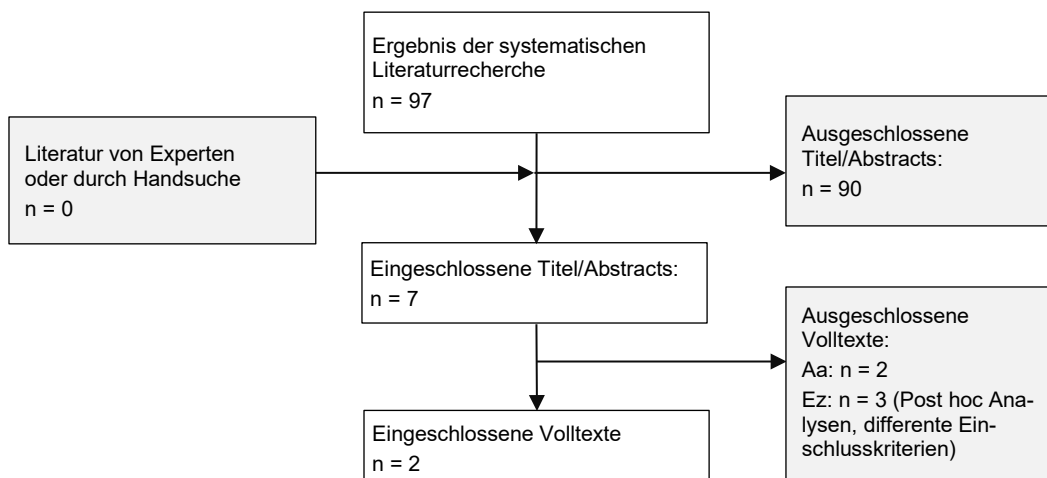 Ergebnis der systematischen
Literaturrecherche
n = 97
Literatur von Experten
oder durch Handsuche
n = 0
Ausgeschlossene
Titel/Abstracts:
n = 90
Eingeschlossene Titel/Abstracts:
n = 7
Ausgeschlossene
Volltexte:
Aa: n = 2
Ez: n = 3 (Post hoc Ana-
lysen, differente Ein-
schlusskriterien)
Eingeschlossene Volltexte
n = 2